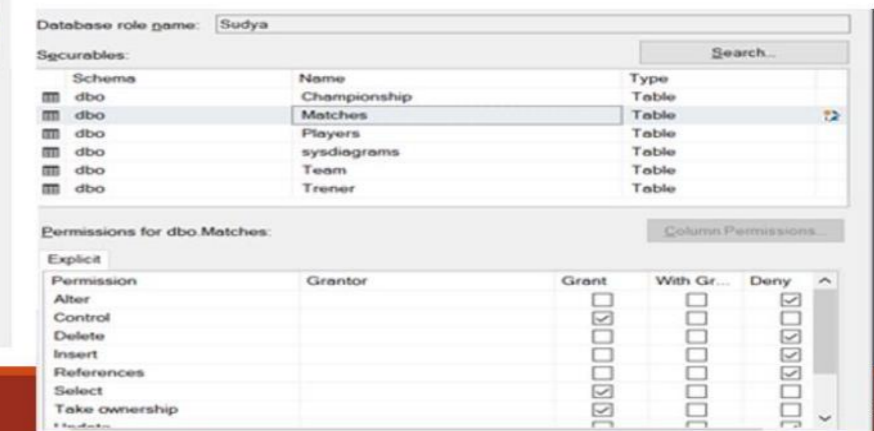 Database role name: Sudya
Securables:
Search...
Schema Name Type
dbo Championship Table
dbo Matches Table
dbo Players Table
dbo sysdiagrams Table
dbo Team Table
dbo Trener Table
Permissions for dbo.Matches:
Column Permissions...
Explicit
Permission Grantor Grant With Gr... Deny
Alter
Control
Delete
Insert
References
Select
Take ownership
Update